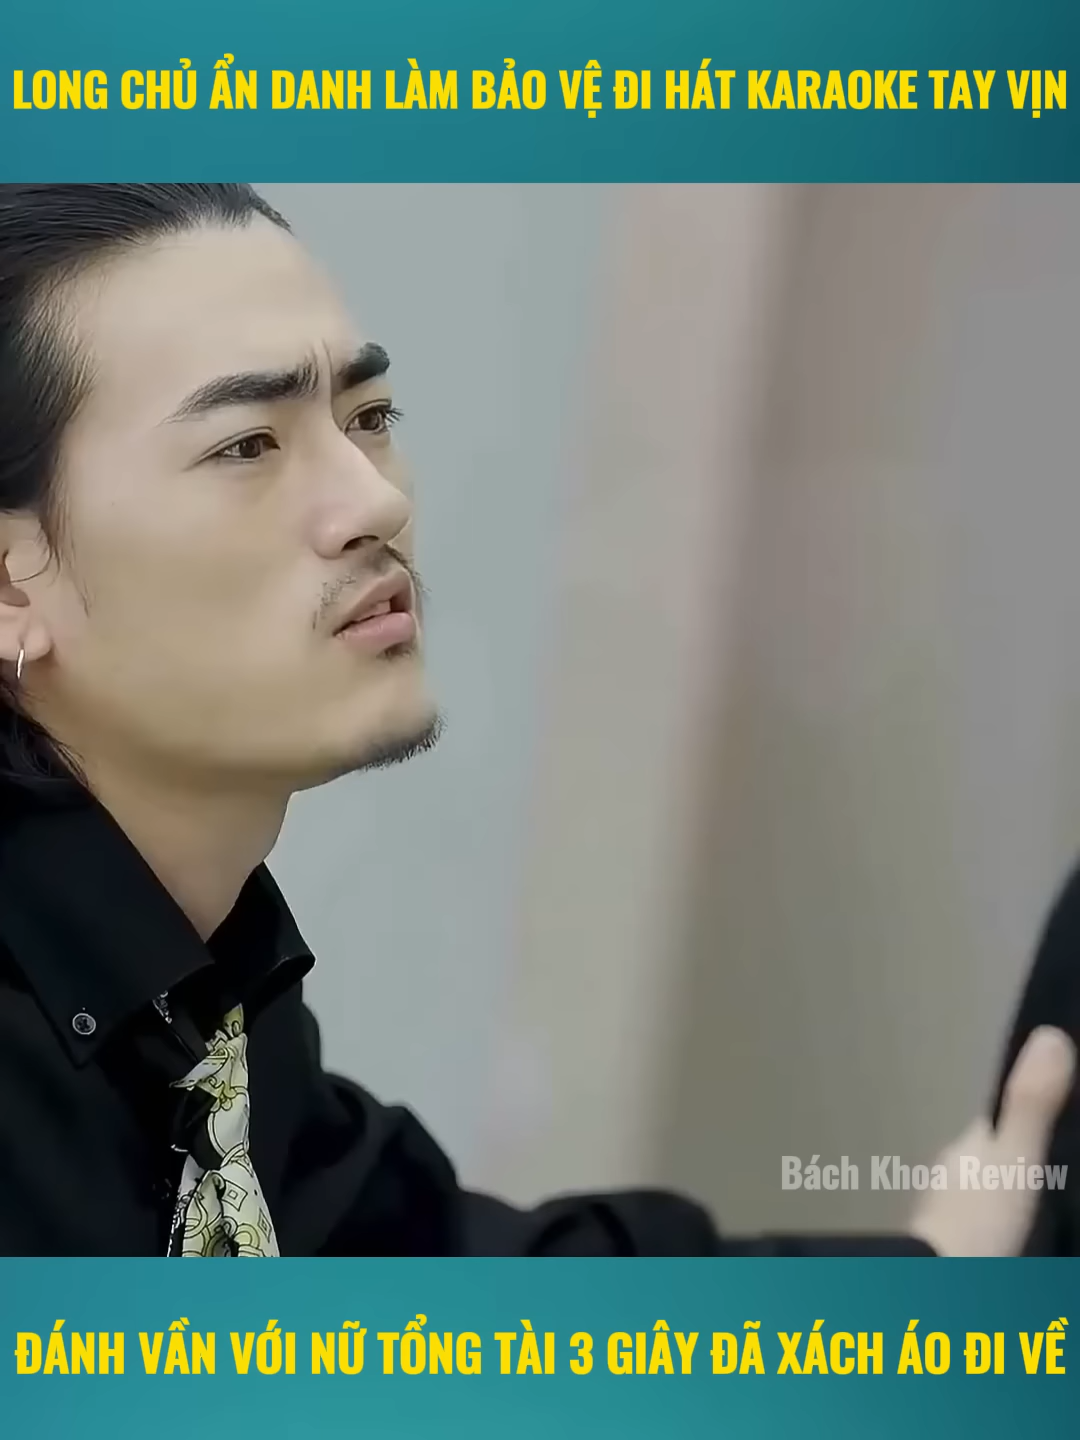 LONG CHỦ ẨN DANH LÀM BẢO VỆ ĐI HÁT KARAOKE TAY VỊN
Bách Khoa Review
ĐÁNH VẦN VỚI NỮ TỔNG TÀI 3 GIÂY ĐÃ XÁCH ÁO ĐI VỀ